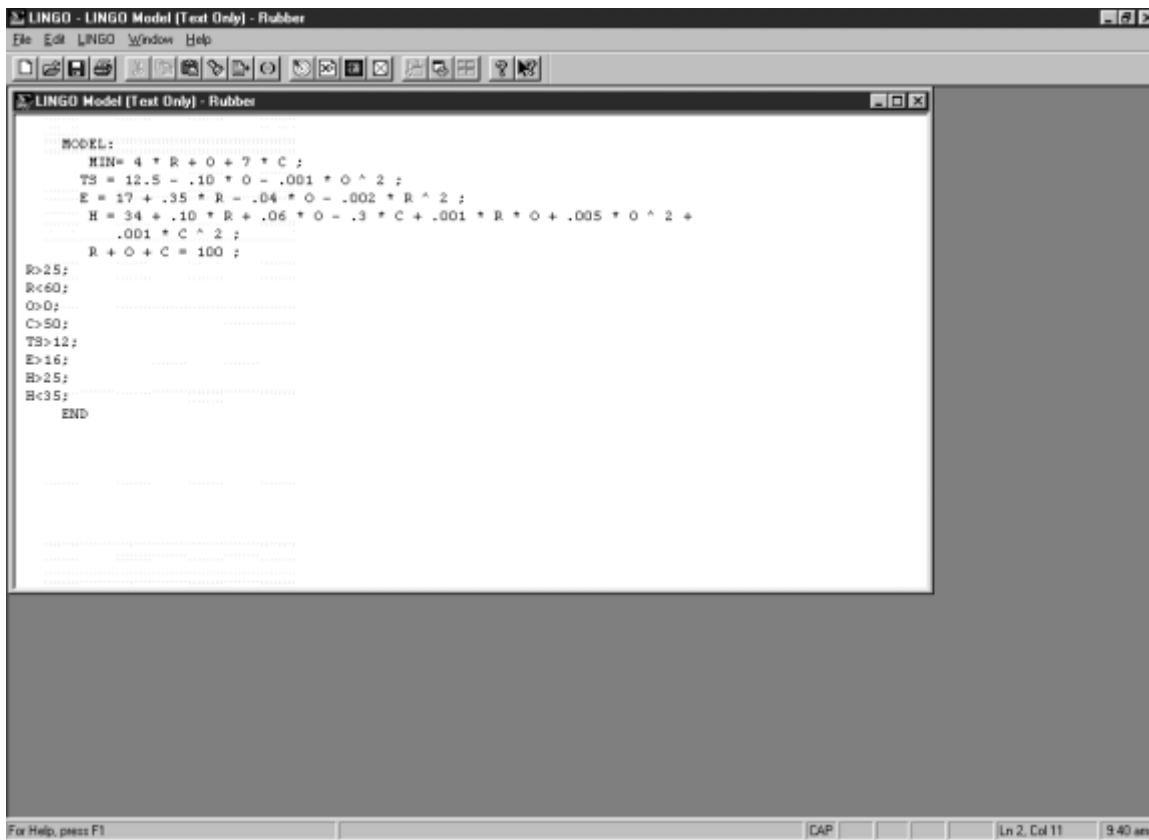 LINGO - LINGO Model (Text Only) - Rubber
File Edit LINGO Window Help
LINGO Model (Text Only) - Rubber
MODEL:
MIN= 4 * R + O + 7 * C ;
TS = 12.5 - .10 * O - .001 * O ^ 2 ;
E = 17 + .35 * R - .04 * O - .002 * R ^ 2 ;
H = 34 + .10 * R + .06 * O - .3 * C + .001 * R * O + .005 * O ^ 2 +
.001 * C ^ 2 ;
R + O + C = 100 ;
R>25;
R<60;
O>0;
C>50;
TS>12;
E>16;
H>25;
H<35;
END
For Help, press F1 CAP Ln 2, Col 11 9:40 am